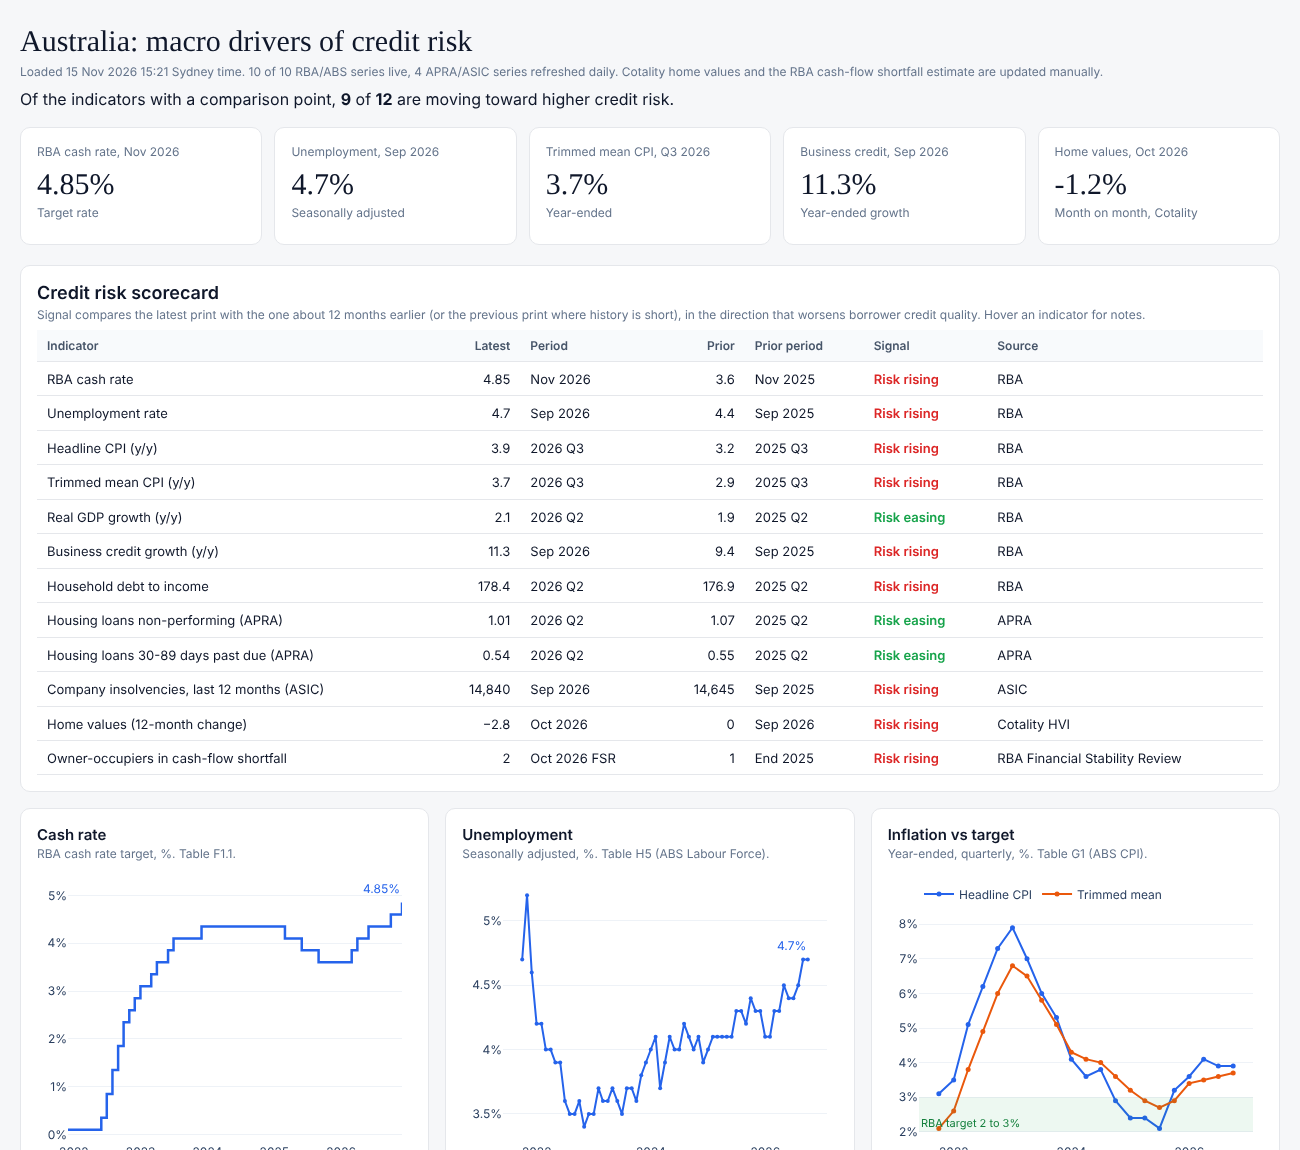 Australia: macro drivers of credit risk
Loaded 15 Nov 2026 15:21 Sydney time. 10 of 10 RBA/ABS series live, 4 APRA/ASIC series refreshed daily. Cotality home values and the RBA cash-flow shortfall estimate are updated manually.
Of the indicators with a comparison point, 9 of 12 are moving toward higher credit risk.
RBA cash rate, Nov 2026
4.85%
Target rate
Unemployment, Sep 2026
4.7%
Seasonally adjusted
Trimmed mean CPI, Q3 2026
3.7%
Year-ended
Business credit, Sep 2026
11.3%
Year-ended growth
Home values, Oct 2026
-1.2%
Month on month, Cotality
Credit risk scorecard
Signal compares the latest print with the one about 12 months earlier (or the previous print where history is short), in the direction that worsens borrower credit quality. Hover an indicator for notes.
Indicator Latest Period Prior Prior period Signal Source
RBA cash rate 4.85 Nov 2026 3.6 Nov 2025 Risk rising RBA
Unemployment rate 4.7 Sep 2026 4.4 Sep 2025 Risk rising RBA
Headline CPI (y/y) 3.9 2026 Q3 3.2 2025 Q3 Risk rising RBA
Trimmed mean CPI (y/y) 3.7 2026 Q3 2.9 2025 Q3 Risk rising RBA
Real GDP growth (y/y) 2.1 2026 Q2 1.9 2025 Q2 Risk easing RBA
Business credit growth (y/y) 11.3 Sep 2026 9.4 Sep 2025 Risk rising RBA
Household debt to income 178.4 2026 Q2 176.9 2025 Q2 Risk rising RBA
Housing loans non-performing (APRA) 1.01 2026 Q2 1.07 2025 Q2 Risk easing APRA
Housing loans 30-89 days past due (APRA) 0.54 2026 Q2 0.55 2025 Q2 Risk easing APRA
Company insolvencies, last 12 months (ASIC) 14,840 Sep 2026 14,645 Sep 2025 Risk rising ASIC
Home values (12-month change) −2.8 Oct 2026 0 Sep 2026 Risk rising Cotality HVI
Owner-occupiers in cash-flow shortfall 2 Oct 2026 FSR 1 End 2025 Risk rising RBA Financial Stability Review
Cash rate
RBA cash rate target, %. Table F1.1.
4.85%
5%
4%
3%
2%
1%
0%
Unemployment
Seasonally adjusted, %. Table H5 (ABS Labour Force).
4.7%
5%
4.5%
4%
3.5%
Inflation vs target
Year-ended, quarterly, %. Table G1 (ABS CPI).
Headline CPI Trimmed mean
8%
7%
6%
5%
4%
3%
RBA target 2 to 3%
2%